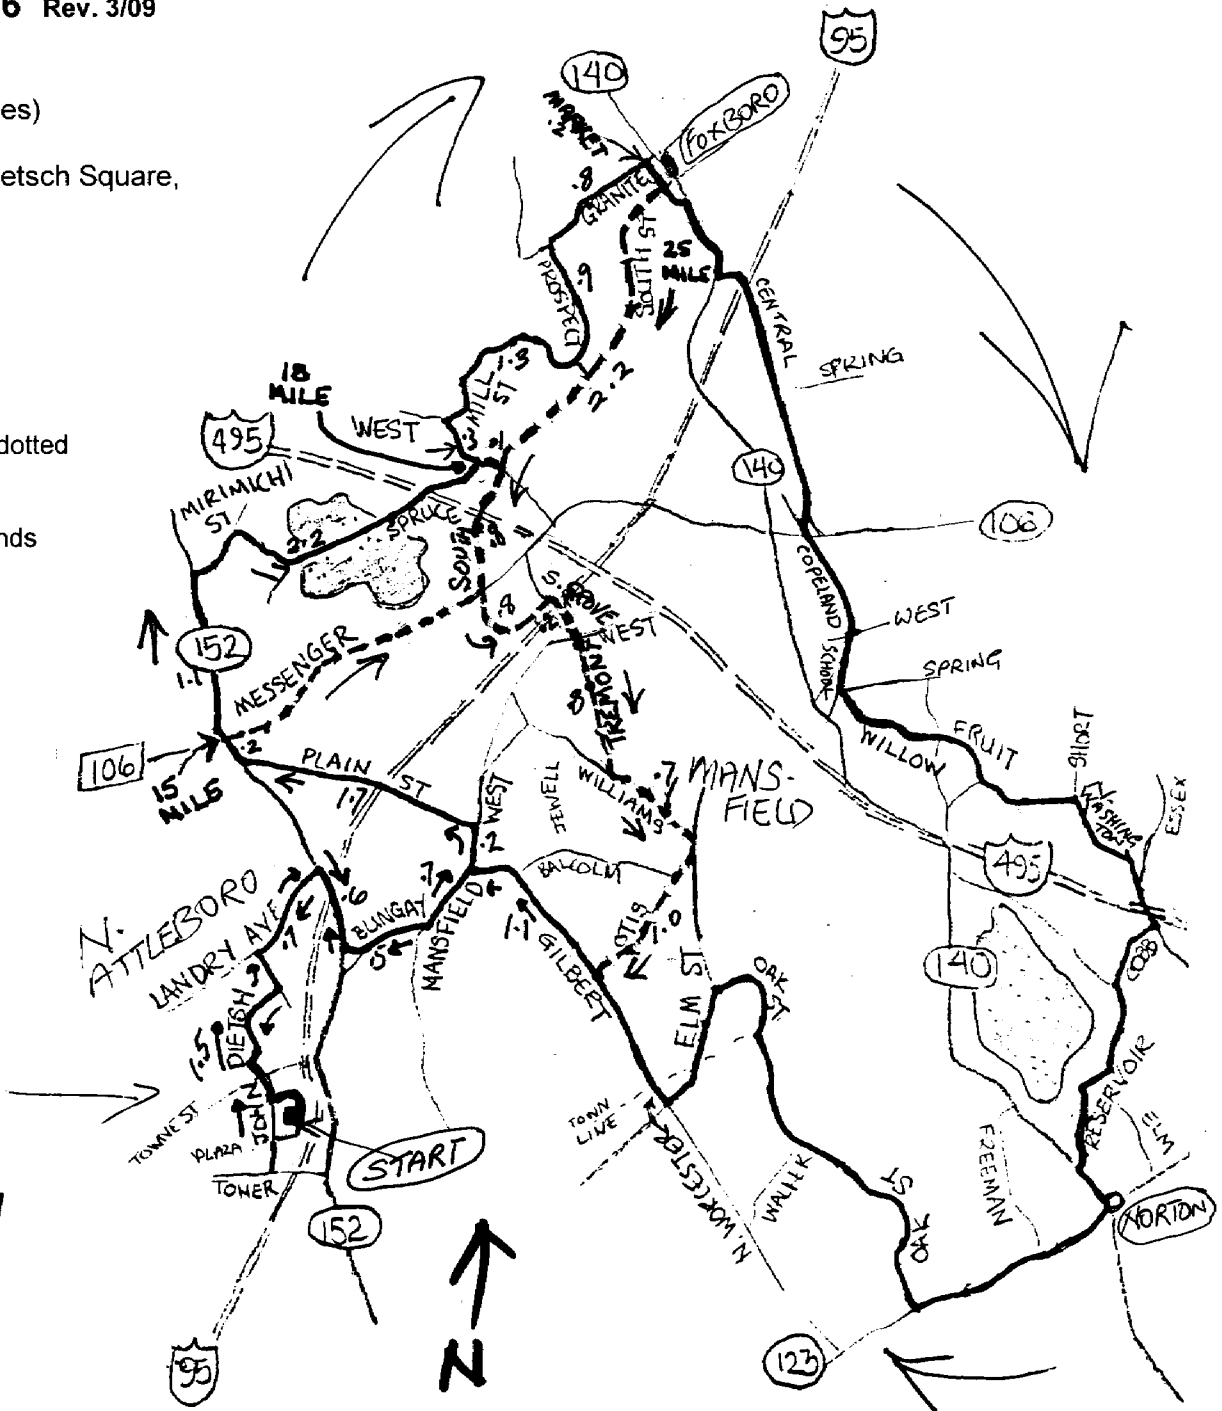 6 Rev. 3/09
es)
etsch Square,
dotted
nds
95
140
MARKET
.2
FOXBORO
.8
GRANITE
SOUTH ST
25
MILE
PROSPECT
.9
CENTRAL
SPRING
1.3
MILL
ST
2.2
18
MILE
WEST
.3
495
140
MIRIMICHI
ST
106
2.2
SPRUCE
SOUTH
.8
COPELAND
S. GROVE
.8
.2
WEST
WEST
152
1.1
MESSENGER
TREMONT
.8
SCHOOL
SPRING
.2
106
15
MILE
PLAIN ST
1.7
WILLOW
FRUIT
SHORT
WASHINGTON
ESSEX
WEST
.2
JEWELL
WILLIAMS
.7
MANS-
FIELD
BALCOLM
495
N.
ATTLEBORO
.6
.7
BUNGAY
.5
MANSFIELD
1.1
GILBERT
OTIS
1.0
LANDRY AVE
.7
ELM ST
OAK
ST
140
COBB
DIETSH
1.5
RESERVOIR
ELM
TOWNE ST
JOHN
PLAZA
TOWER
START
TOWN
LINE
N. WORCESTER
WALKER
OAK ST
FREEMAN
NORTON
152
N
95
123